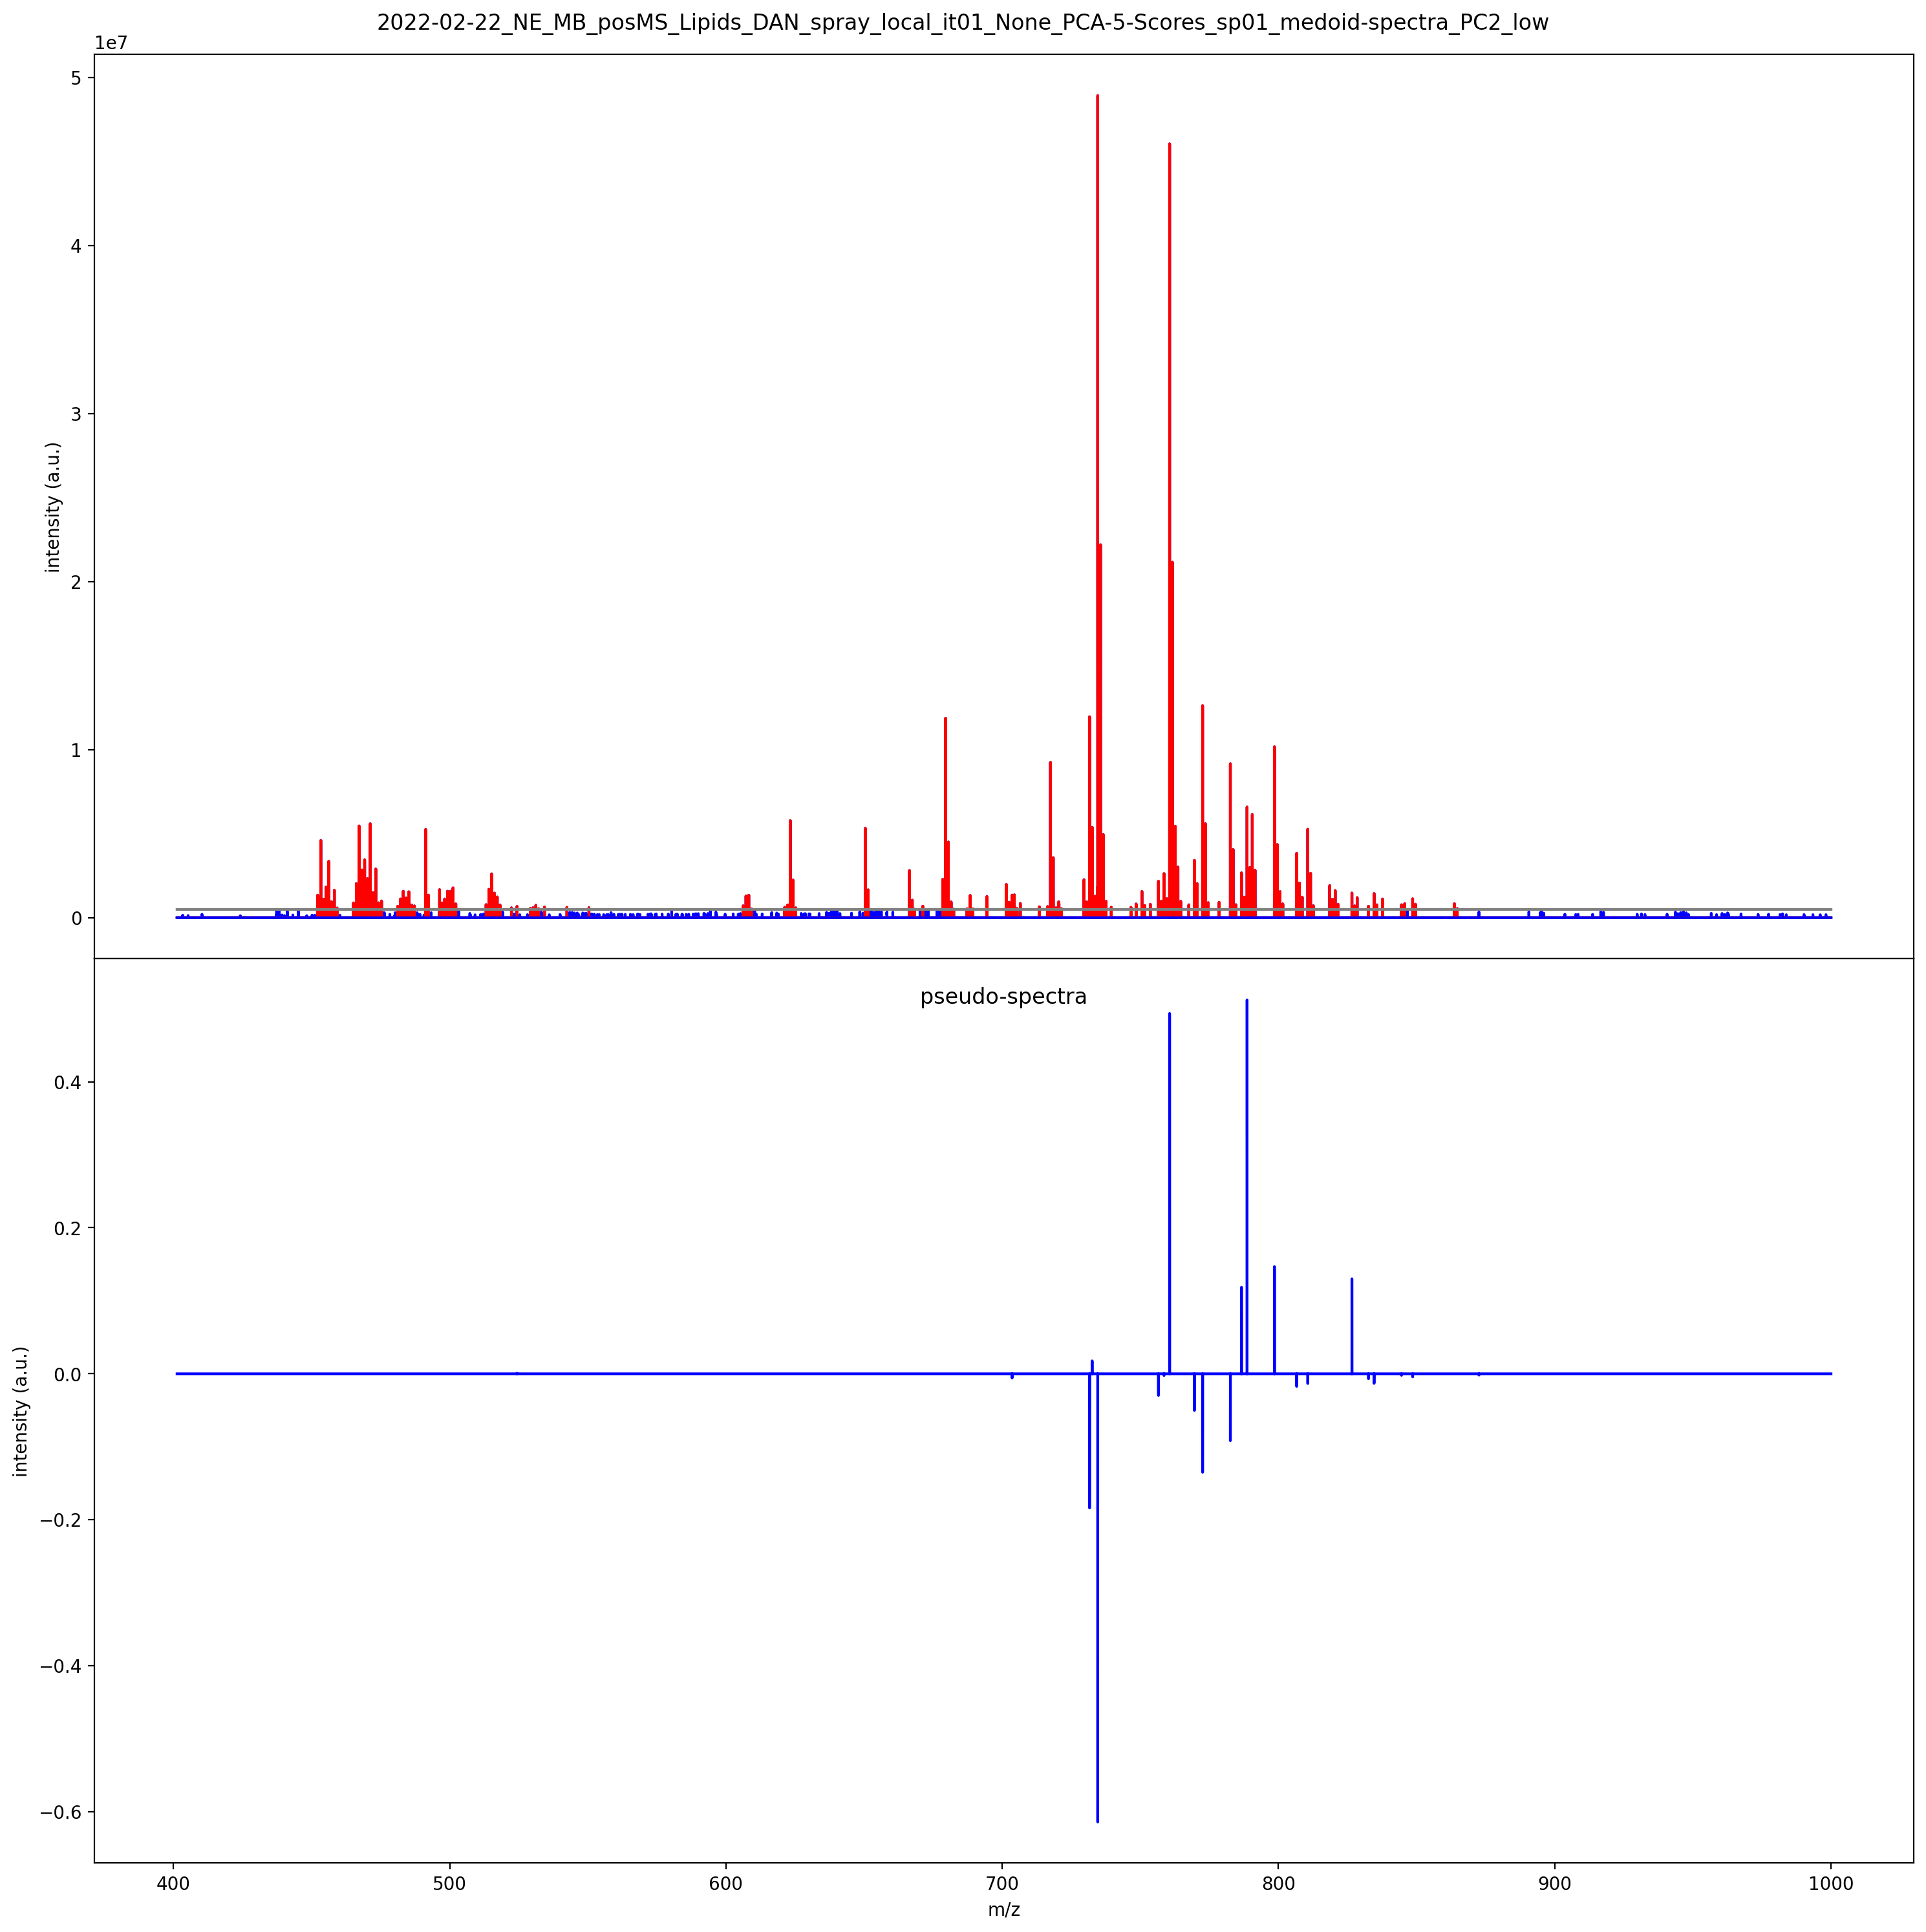 2022-02-22_NE_MB_posMS_Lipids_DAN_spray_local_it01_None_PCA-5-Scores_sp01_medoid-spectra_PC2_low
1e7
5
4
3
2
1
0
intensity (a.u.)
pseudo-spectra
0.4
0.2
0.0
−0.2
−0.4
−0.6
intensity (a.u.)
400 500 600 700 800 900 1000
m/z